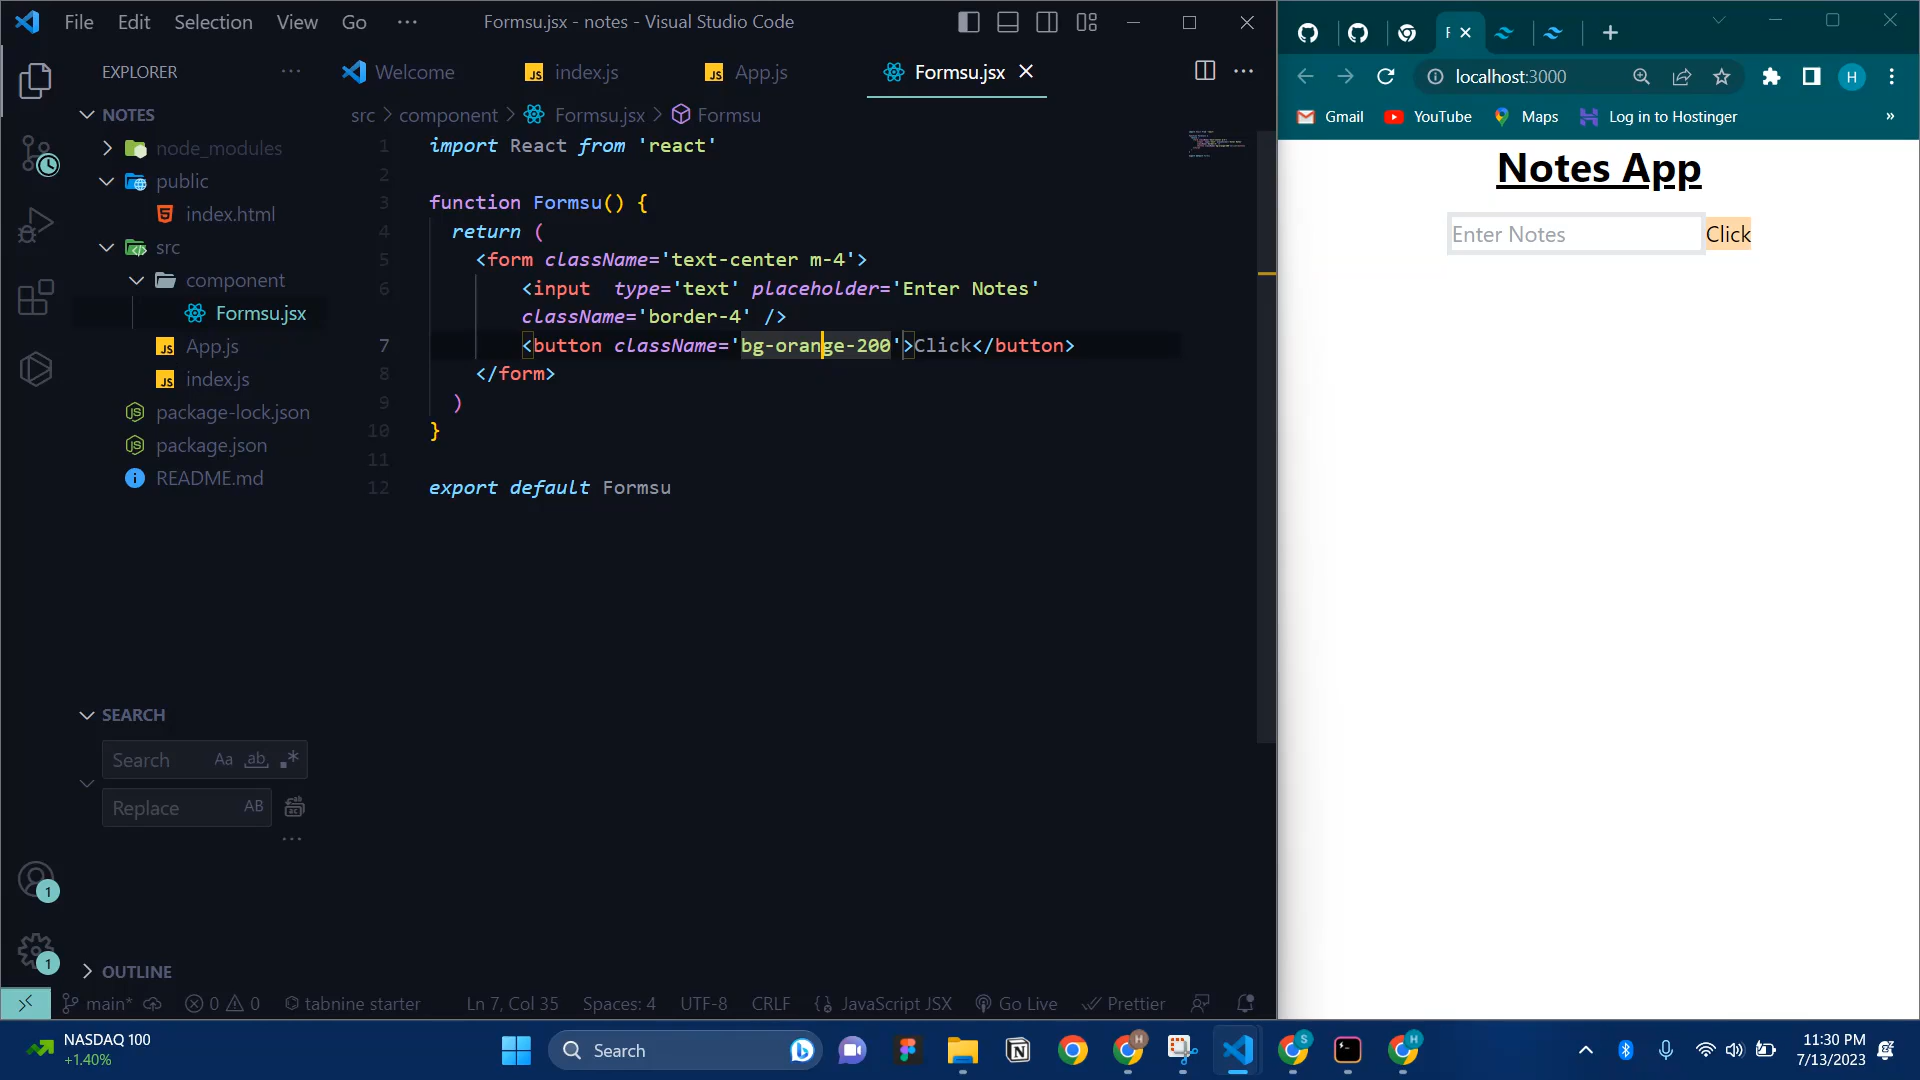 File Edit Selection View Go ··· Formsu.jsx - notes - Visual Studio Code
EXPLORER ···
Welcome
JS index.js
JS App.js
Formsu.jsx
···
NOTES
node_modules
public
index.html
src
component
Formsu.jsx
JS App.js
JS index.js
package-lock.json
package.json
README.md
src > component > Formsu.jsx > Formsu
1 import React from 'react'
2
3 function Formsu() {
4 return (
5 <form className='text-center m-4'>
6 <input  type='text' placeholder='Enter Notes'
className='border-4' />
7 <button className='bg-orange-200'>Click</button>
8 </form>
9 )
10 }
11
12 export default Formsu
SEARCH
Search Aa ab .*
Replace AB
···
1
1
OUTLINE
main* 0 0 tabnine starter Ln 7, Col 35 Spaces: 4 UTF-8 CRLF JavaScript JSX Go Live Prettier
F
localhost:3000
H
Gmail YouTube Maps Log in to Hostinger »
Notes App
Enter Notes Click
NASDAQ 100
+1.40%
Search
H
S
H
11:30 PM
7/13/2023